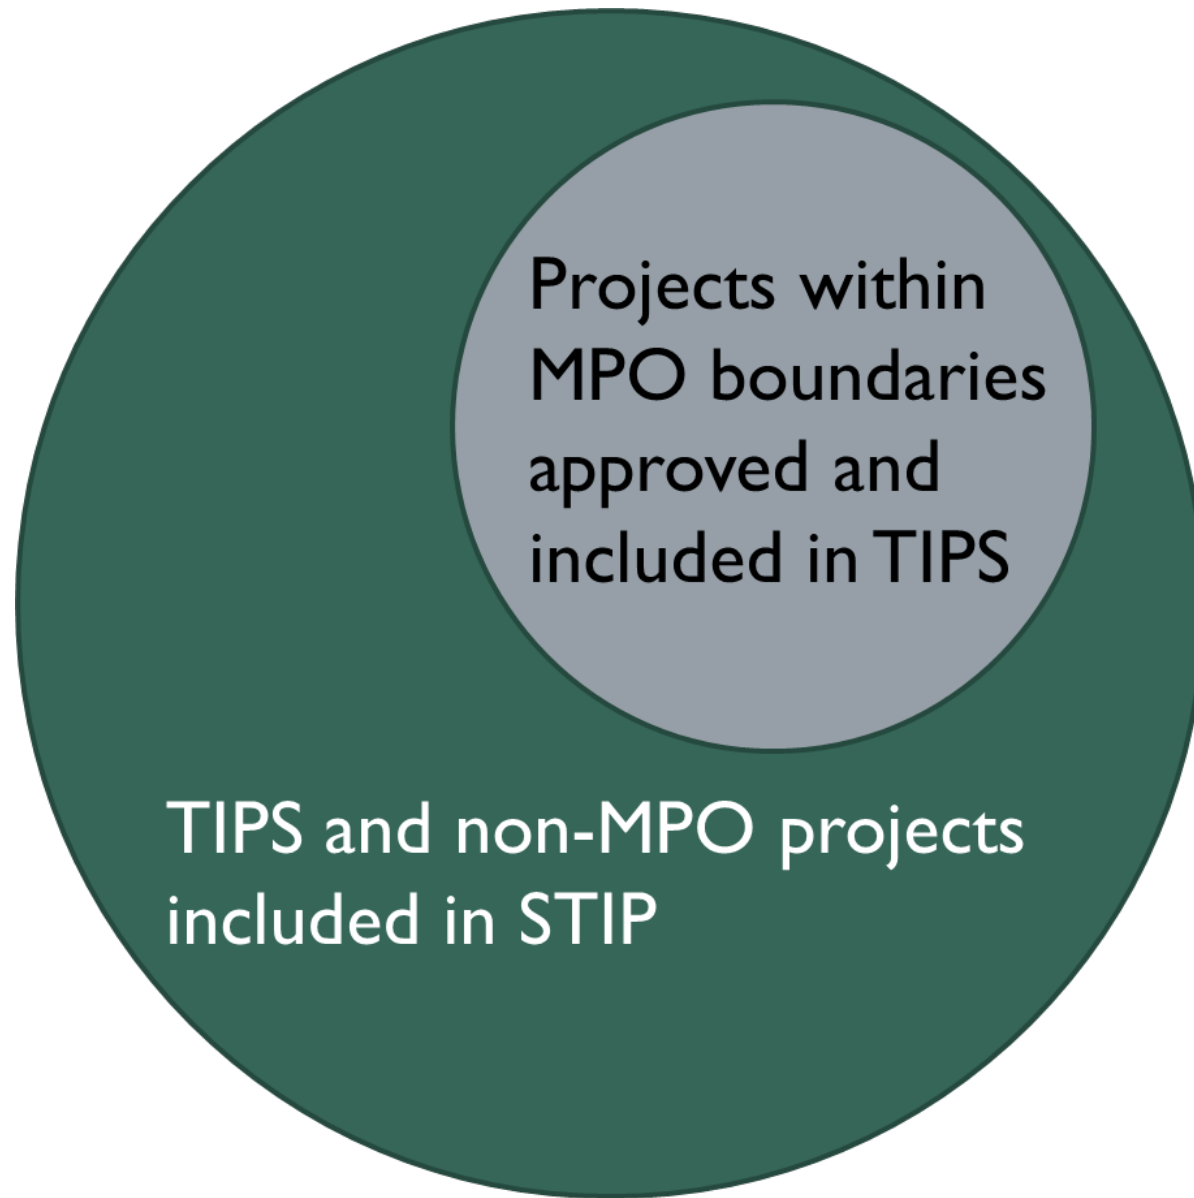 Projects within
MPO boundaries
approved and
included in TIPS
TIPS and non-MPO projects
included in STIP